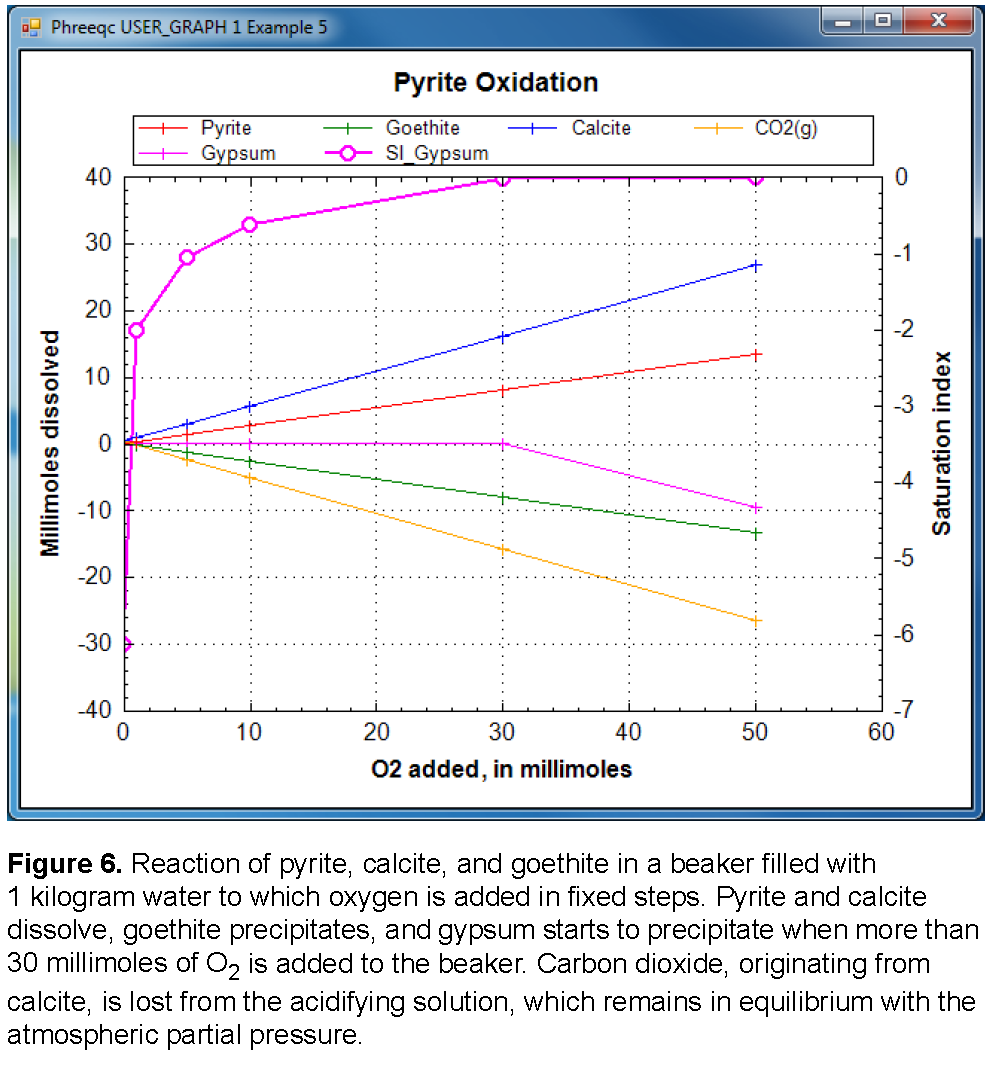 Phreeqc USER_GRAPH 1 Example 5
Pyrite Oxidation
Pyrite Goethite Calcite CO2(g)
Gypsum SI_Gypsum
40 0
30 -1
20 -2
10 -3
0 -4
-10 -5
-20 -6
-30 -7
-40
Millimoles dissolved
Saturation index
0 10 20 30 40 50 60
O2 added, in millimoles
Figure 6. Reaction of pyrite, calcite, and goethite in a beaker filled with
1 kilogram water to which oxygen is added in fixed steps. Pyrite and calcite
dissolve, goethite precipitates, and gypsum starts to precipitate when more than
30 millimoles of O2 is added to the beaker. Carbon dioxide, originating from
calcite, is lost from the acidifying solution, which remains in equilibrium with the
atmospheric partial pressure.